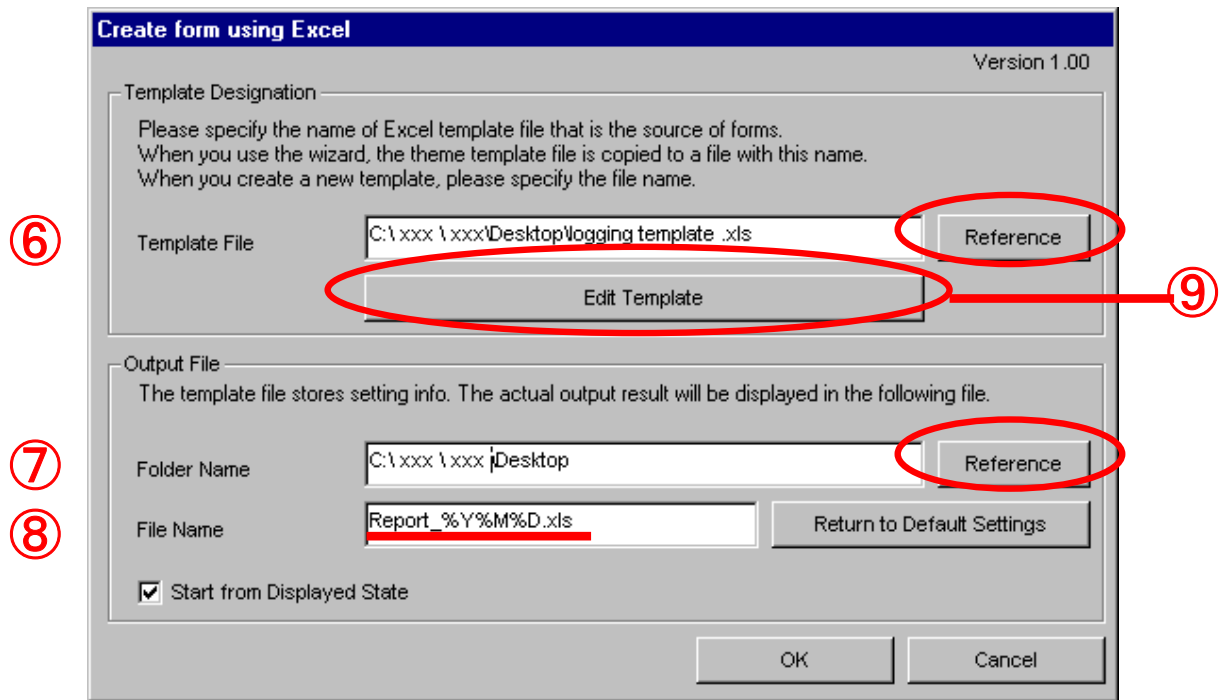 Create form using Excel
Version 1.00
Template Designation
Please specify the name of Excel template file that is the source of forms.
When you use the wizard, the theme template file is copied to a file with this name.
When you create a new template, please specify the file name.
⑥ Template File C:\ xxx \ xxx\Desktop\logging template .xls Reference
Edit Template ⑨
Output File
The template file stores setting info. The actual output result will be displayed in the following file.
⑦ Folder Name C:\ xxx \ xxx \Desktop Reference
⑧ File Name Report_%Y%M%D.xls Return to Default Settings
Start from Displayed State
OK Cancel